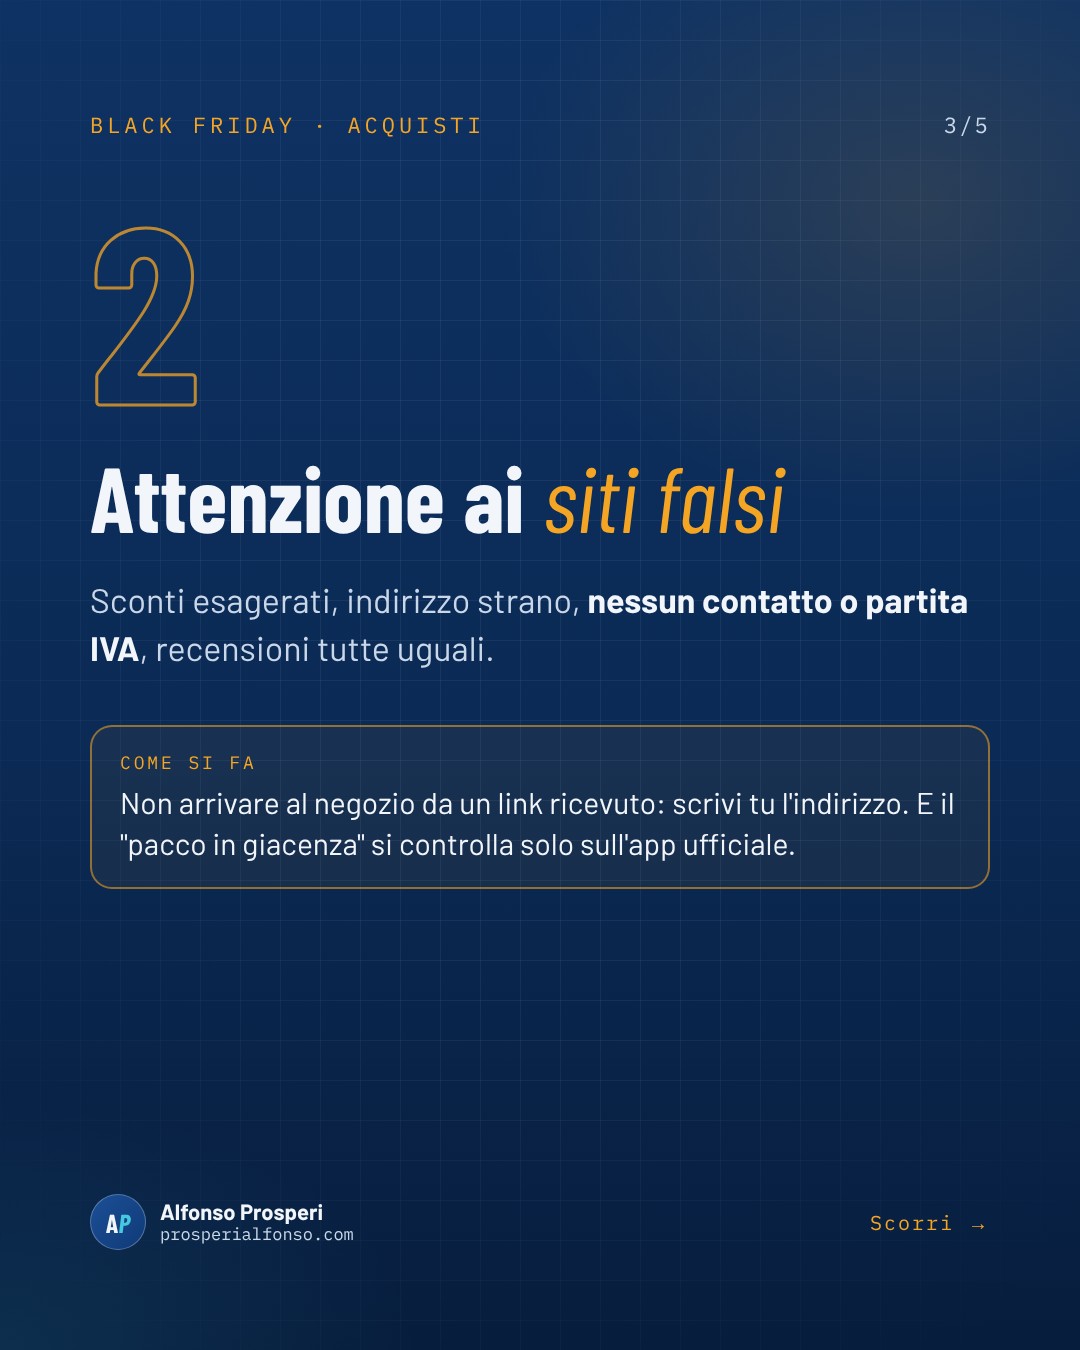 BLACK FRIDAY · ACQUISTI
3/5
2
Attenzione ai siti falsi
Sconti esagerati, indirizzo strano, nessun contatto o partita
IVA, recensioni tutte uguali.
COME SI FA
Non arrivare al negozio da un link ricevuto: scrivi tu l'indirizzo. E il
"pacco in giacenza" si controlla solo sull'app ufficiale.
AP
Alfonso Prosperi
prosperialfonso.com
Scorri →